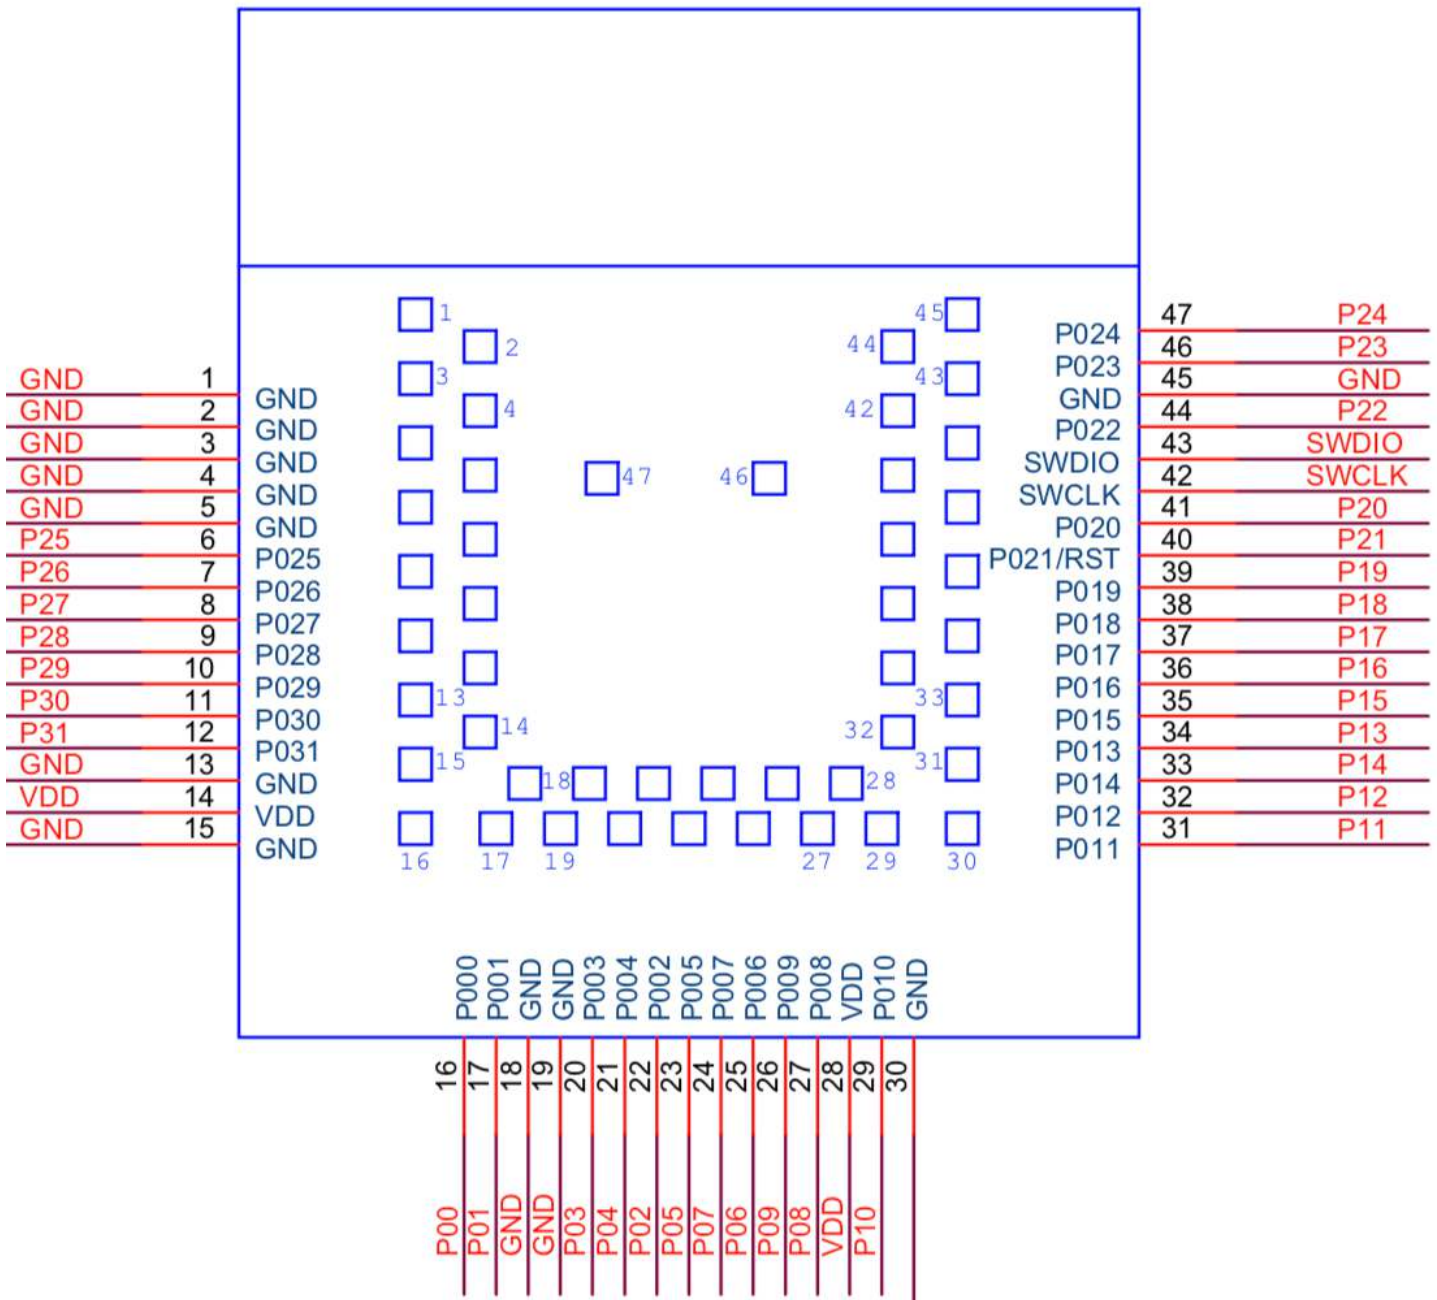 GND 1 GND
GND 2 GND
GND 3 GND
GND 4 GND
GND 5 GND
P25 6 P025
P26 7 P026
P27 8 P027
P28 9 P028
P29 10 P029
P30 11 P030
P31 12 P031
GND 13 GND
VDD 14 VDD
GND 15 GND
1 45
2 44
3 43
4 42
47 46
13 33
14 32
15 31
18 28
16 17 19 27 29 30
P024 47 P24
P023 46 P23
GND 45 GND
P022 44 P22
SWDIO 43 SWDIO
SWCLK 42 SWCLK
P020 41 P20
P021/RST 40 P21
P019 39 P19
P018 38 P18
P017 37 P17
P016 36 P16
P015 35 P15
P013 34 P13
P014 33 P14
P012 32 P12
P011 31 P11
P000 16 P00
P001 17 P01
GND 18 GND
GND 19 GND
P003 20 P03
P004 21 P04
P002 22 P02
P005 23 P05
P007 24 P07
P006 25 P06
P009 26 P09
P008 27 P08
VDD 28 VDD
P010 29 P10
GND 30